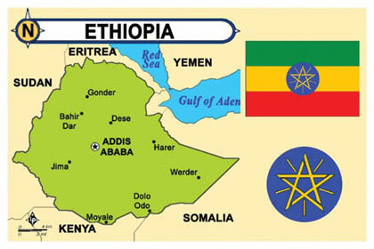 N
ETHIOPIA
ERITREA
Red
Sea
YEMEN
SUDAN
Gonder
Gulf of Aden
Bahir
Dar
Dese
ADDIS
ABABA
Harer
Jima
Werder
Dolo
Odo
Moyale
SOMALIA
KENYA